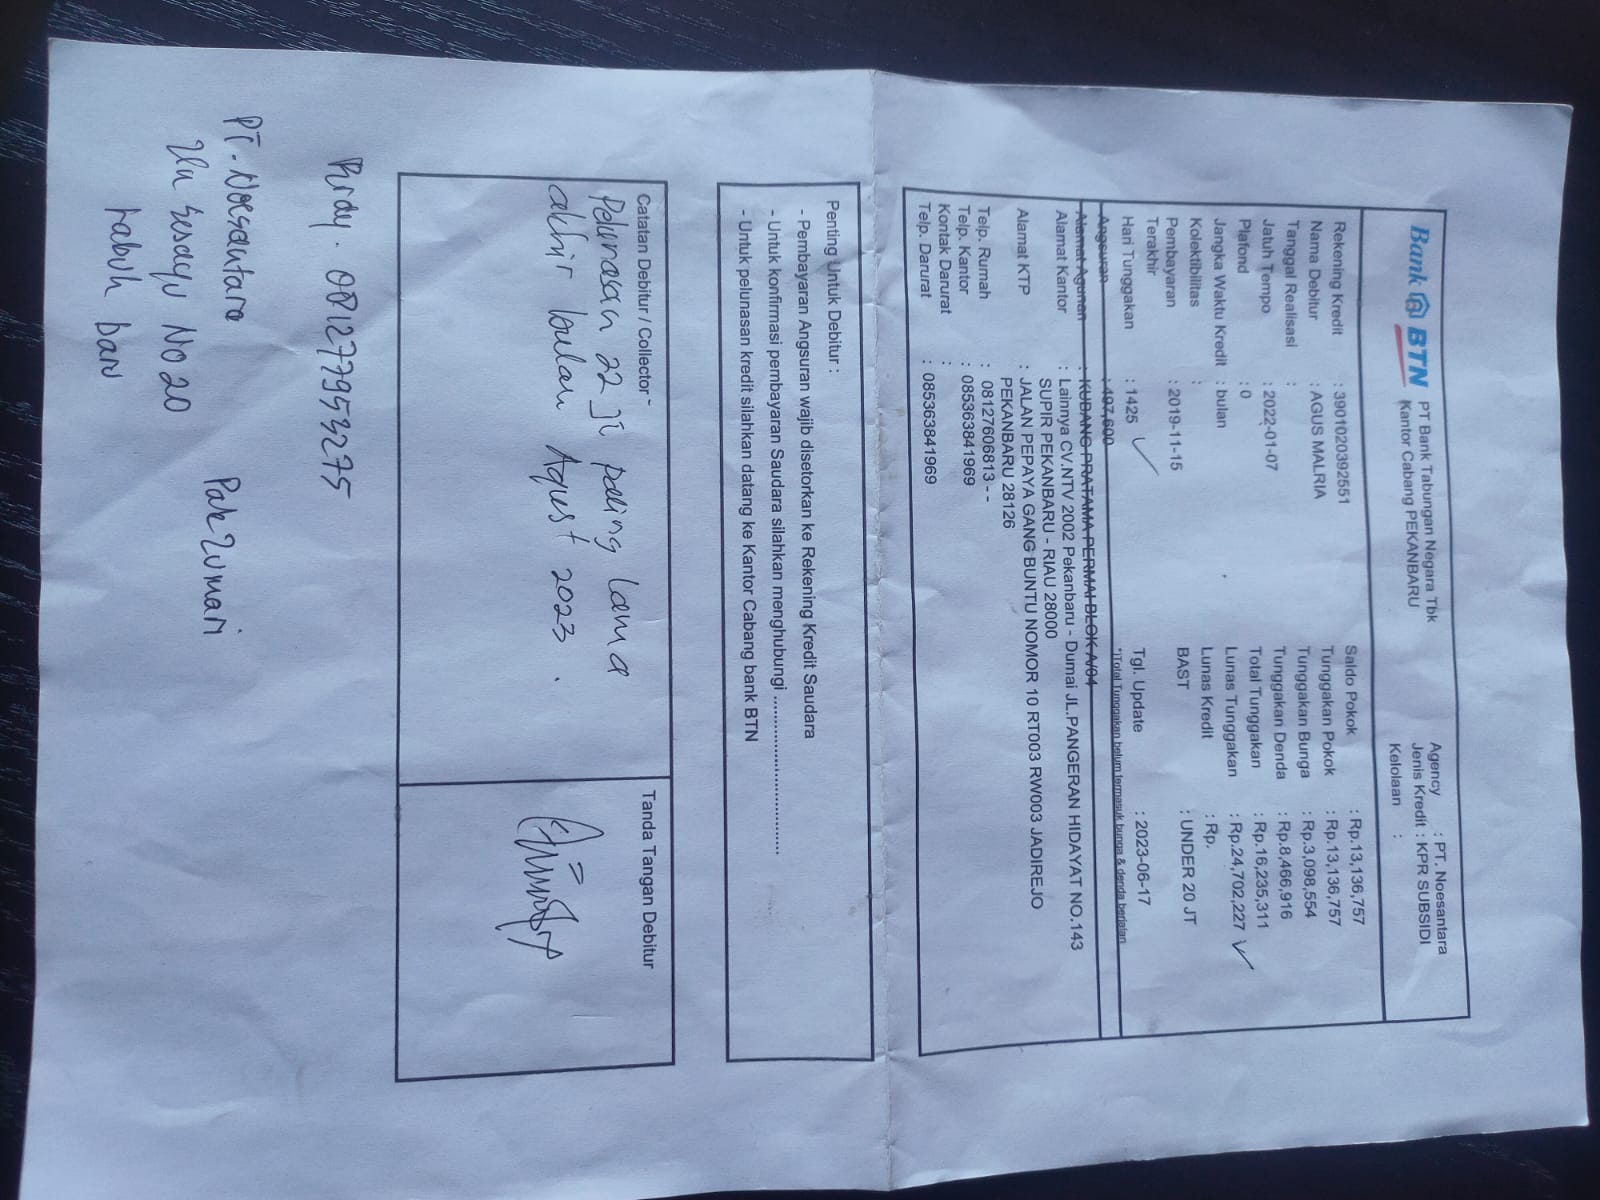 Bank BTN
PT Bank Tabungan Negara Tbk
Kantor Cabang PEKANBARU
Agency : PT. Noesantara
Jenis Kredit : KPR SUBSIDI
Kelolaan :
Rekening Kredit : 3901020392551
Nama Debitur : AGUS MALRIA
Tanggal Realisasi :
Jatuh Tempo : 2022-01-07
Plafond : 0
Jangka Waktu Kredit : bulan
Kolektibilitas :
Pembayaran Terakhir : 2019-11-15
Hari Tunggakan : 1425
Angsuran : 497,600
Saldo Pokok : Rp.13,136,757
Tunggakan Pokok : Rp.13,136,757
Tunggakan Bunga : Rp.3,098,554
Tunggakan Denda : Rp.8,466,916
Total Tunggakan : Rp.16,235,311
Lunas Tunggakan : Rp.24,702,227
Lunas Kredit : Rp.
BAST : UNDER 20 JT
Tgl. Update : 2023-06-17
*)Total Tunggakan belum termasuk bunga & denda berjalan
Alamat Agunan : KUBANG PRATAMA PERMAI BLOK A/04
Alamat Kantor : Lainnya CV.NTV 2002 Pekanbaru - Dumai JL.PANGERAN HIDAYAT NO.143
SUPIR PEKANBARU - RIAU 28000
Alamat KTP : JALAN PEPAYA GANG BUNTU NOMOR 10 RT003 RW003 JADIREJO
PEKANBARU 28126
Telp. Rumah : 08127606813 - -
Telp. Kantor : 085363841969
Kontak Darurat :
Telp. Darurat : 085363841969
Penting Untuk Debitur :
- Pembayaran Angsuran wajib disetorkan ke Rekening Kredit Saudara
- Untuk konfirmasi pembayaran Saudara silahkan menghubungi ......................................
- Untuk pelunasan kredit silahkan datang ke Kantor Cabang bank BTN
Catatan Debitur / Collector -
Pelunasan 22 Jt paling lama
akhir bulan Agust 2023.
Tanda Tangan Debitur
081277953275
PT. Noesantara
No 20
Labuh baru
Pak Zumari